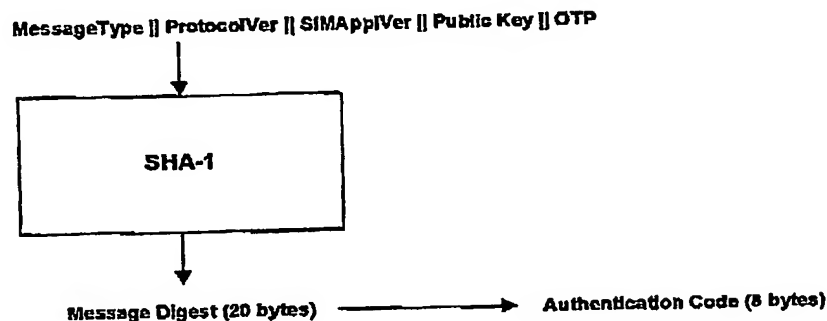 MessageType || ProtocolVer || SIMApplVer || Public Key || OTP
SHA-1
Message Digest (20 bytes)
Authentication Code (8 bytes)